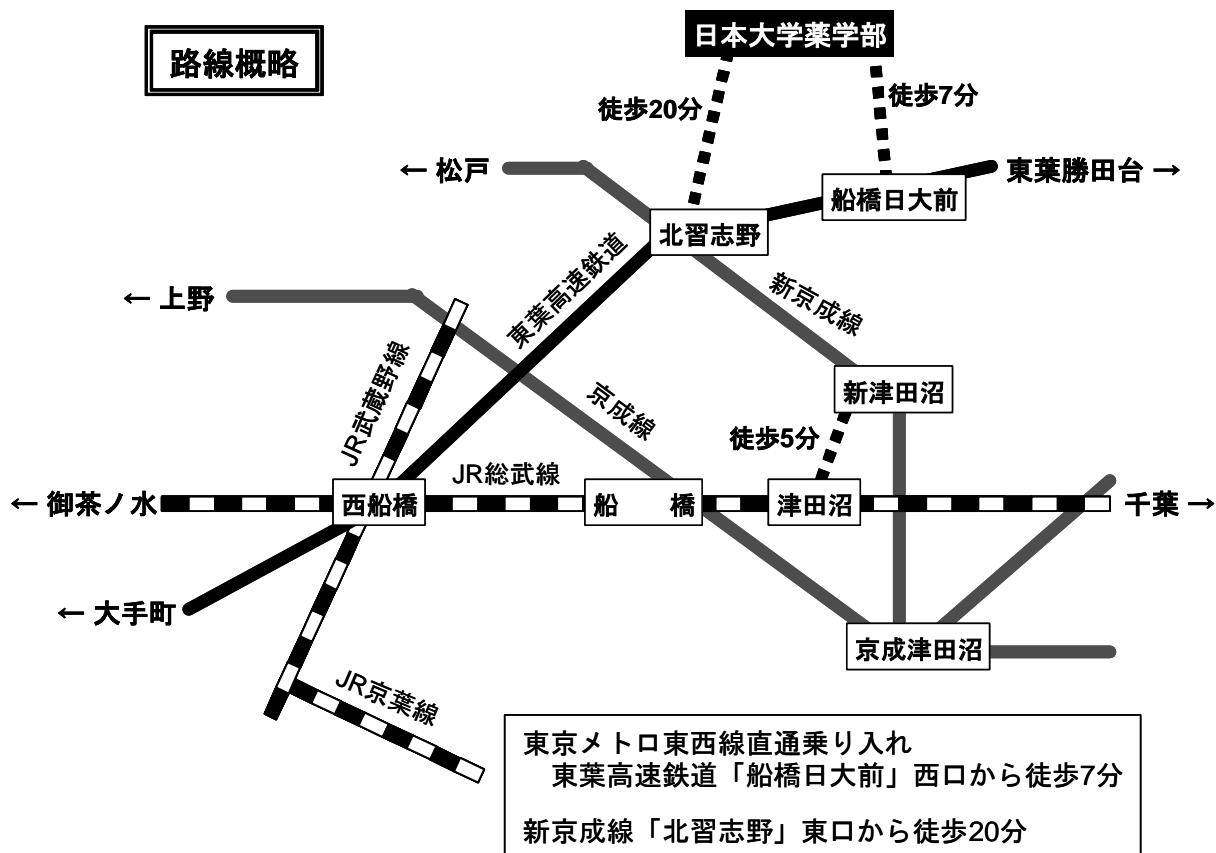 路線概略
日本大学薬学部
徒歩20分
徒歩7分
← 松戸
東葉勝田台 →
船橋日大前
北習志野
← 上野
東葉高速鉄道
新京成線
JR武蔵野線
京成線
新津田沼
徒歩5分
JR総武線
← 御茶ノ水
西船橋
船　橋
津田沼
千葉 →
← 大手町
京成津田沼
JR京葉線
東京メトロ東西線直通乗り入れ
東葉高速鉄道「船橋日大前」西口から徒歩7分
新京成線「北習志野」東口から徒歩20分